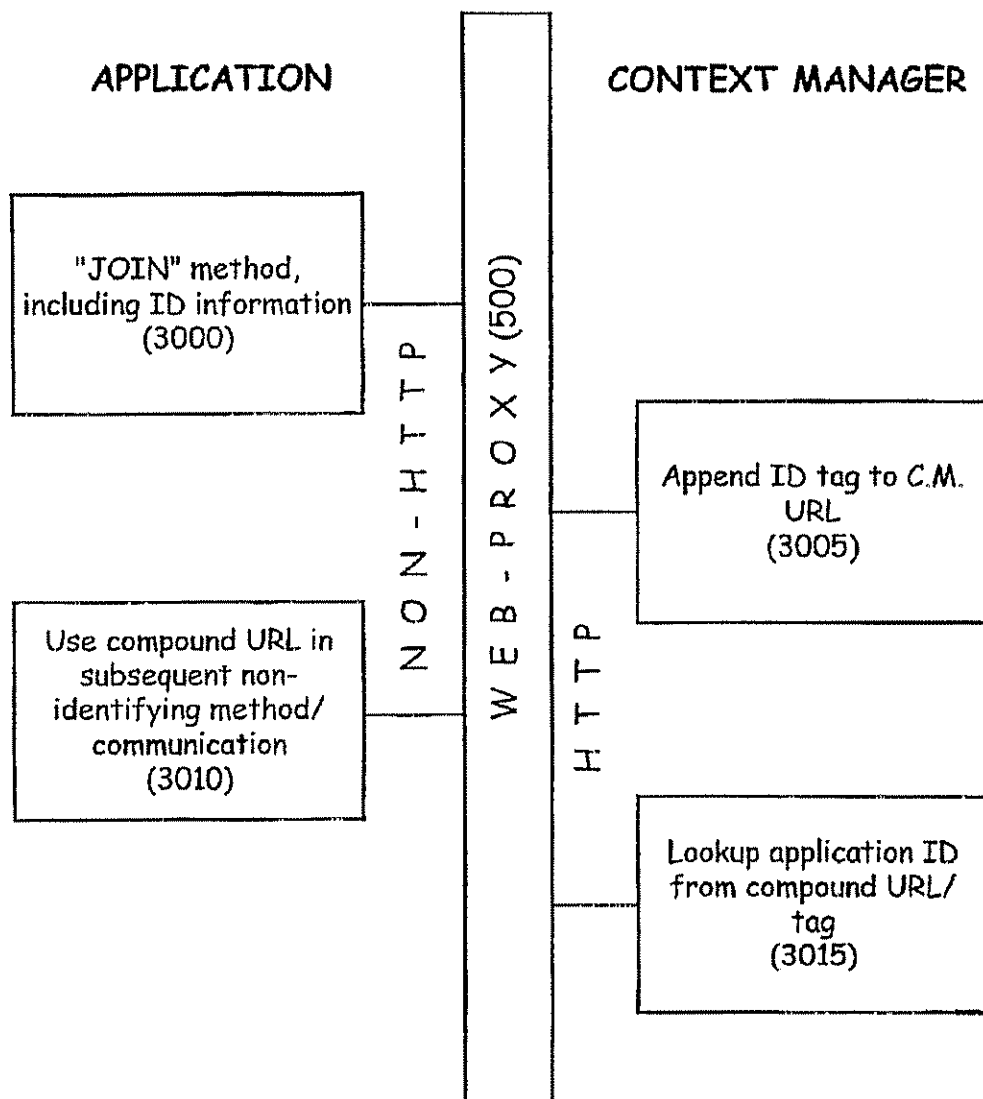 APPLICATION
CONTEXT MANAGER
"JOIN" method,
including ID information
(3000)
NON-HTTP
WEB-PROXY (500)
Append ID tag to C.M.
URL
(3005)
Use compound URL in
subsequent non-
identifying method/
communication
(3010)
HTTP
Lookup application ID
from compound URL/
tag
(3015)